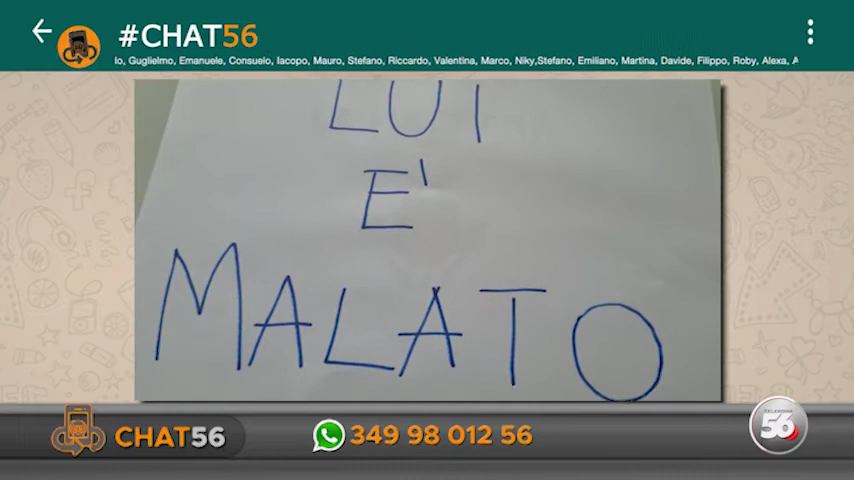 #CHAT56
lo, Guglielmo, Emanuele, Consuelo, Iacopo, Mauro, Stefano, Riccardo, Valentina, Marco, Niky,Stefano, Emiliano, Martina, Davide, Filippo, Roby, Alexa, A
LUI
E'
MALATO
CHAT56
349 98 012 56
TELERADIO
56